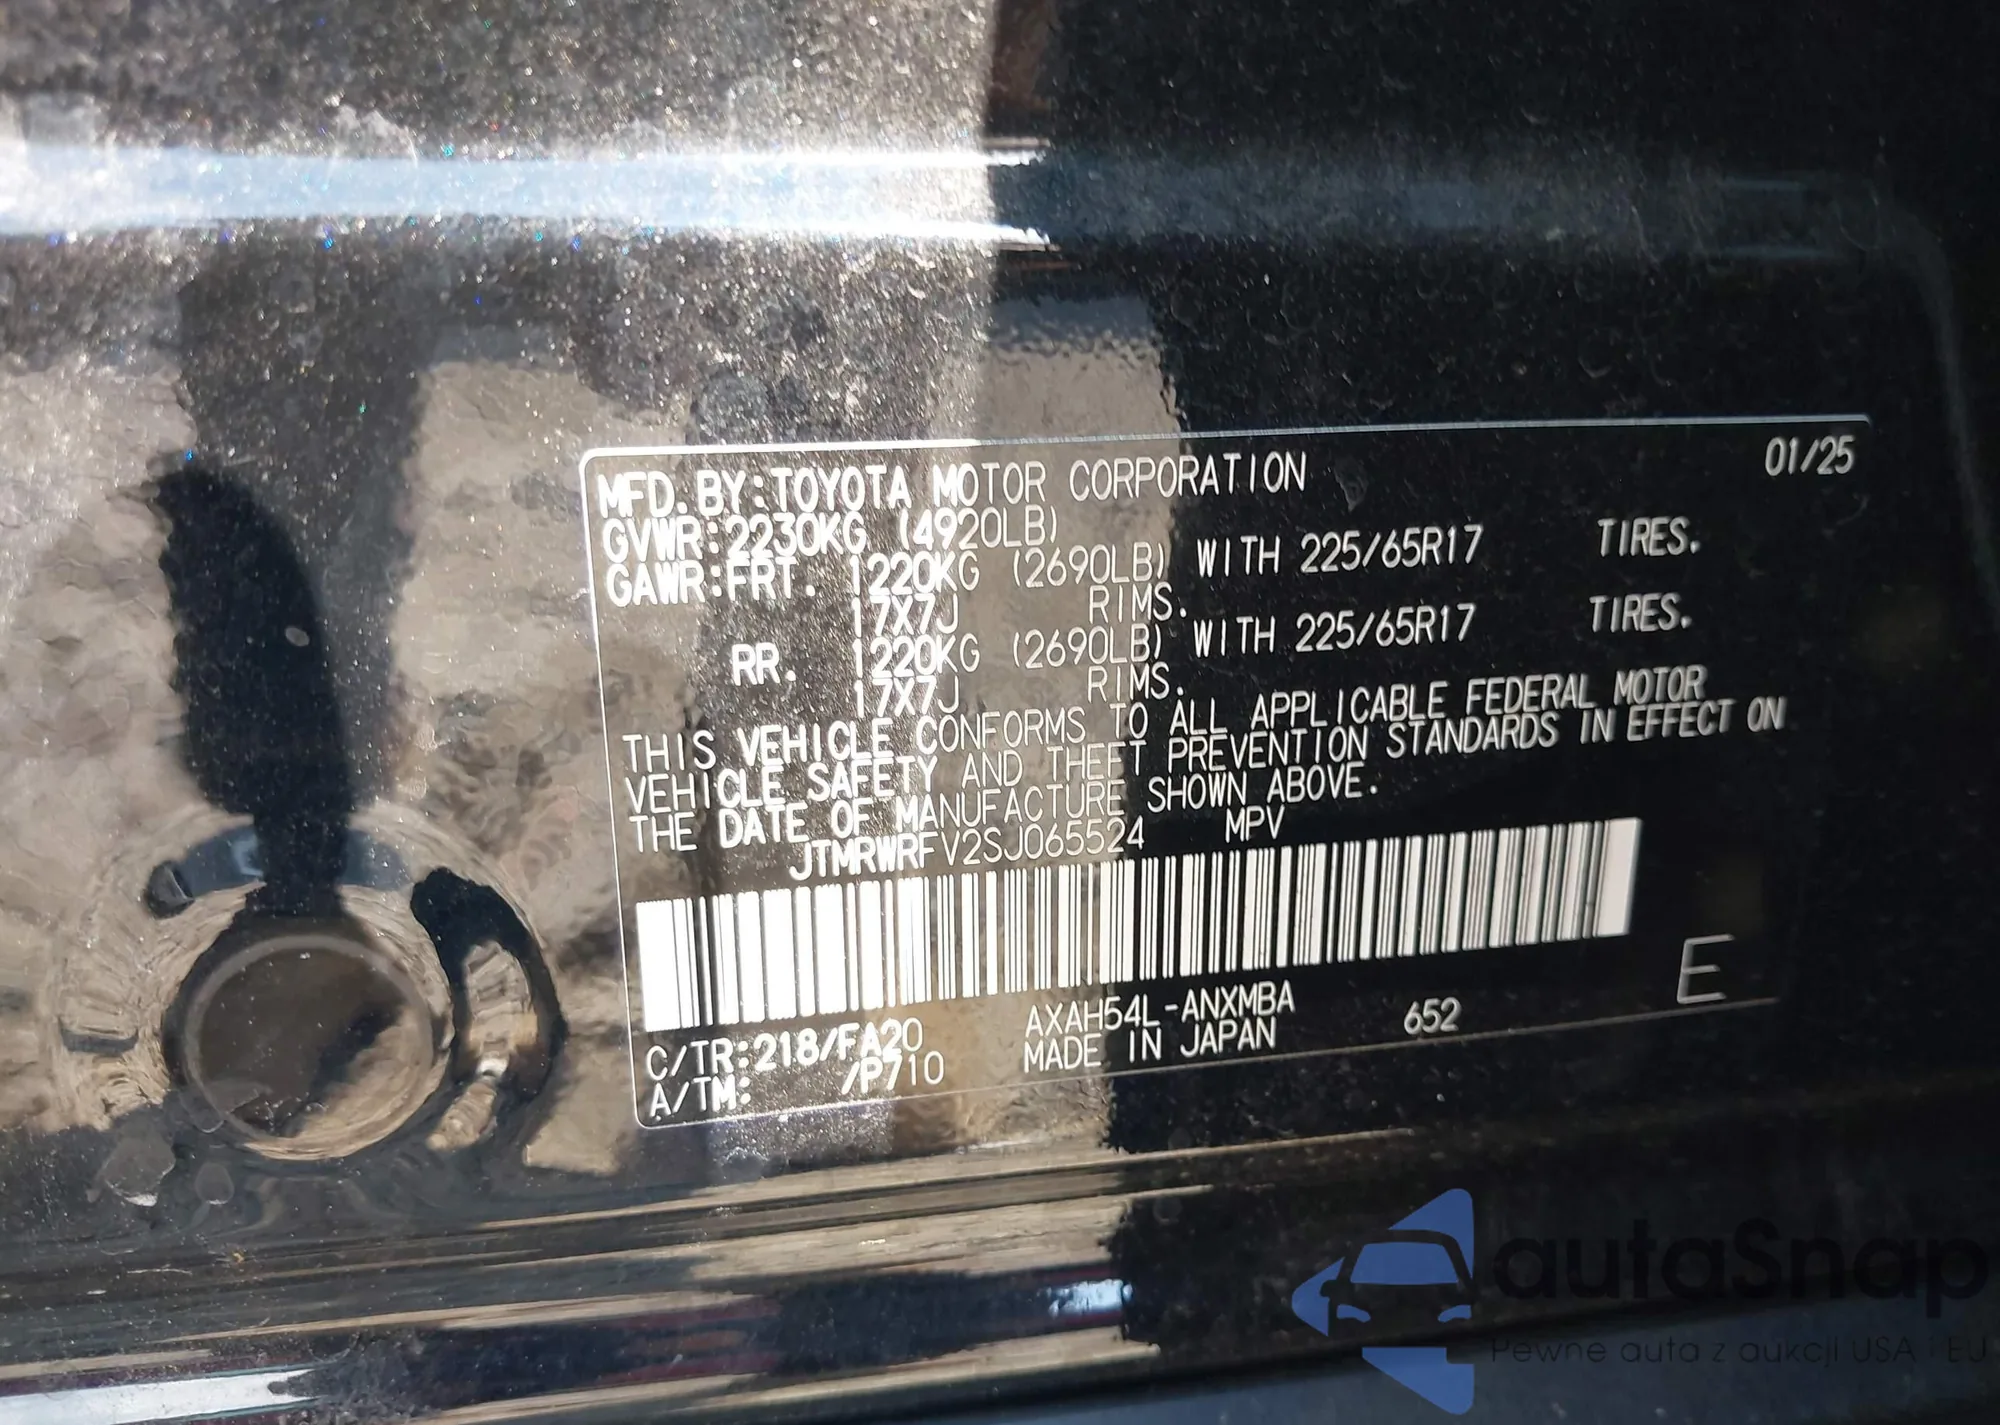 01/25
MFD. BY: TOYOTA MOTOR CORPORATION
GVWR: 2230KG (4920LB)
GAWR: FRT. 1220KG (2690LB) WITH 225/65R17 TIRES.
17X7J RIMS.
RR. 1220KG (2690LB) WITH 225/65R17 TIRES.
17X7J RIMS.
THIS VEHICLE CONFORMS TO ALL APPLICABLE FEDERAL MOTOR
VEHICLE SAFETY AND THEFT PREVENTION STANDARDS IN EFFECT ON
THE DATE OF MANUFACTURE SHOWN ABOVE.
JTMRWRFV2SJ065524 MPV
E
C/TR: 218/FA20 AXAH54L-ANXMBA 652
A/TM: /P710 MADE IN JAPAN
autaSnap
Pewne auta z aukcji USA i EU